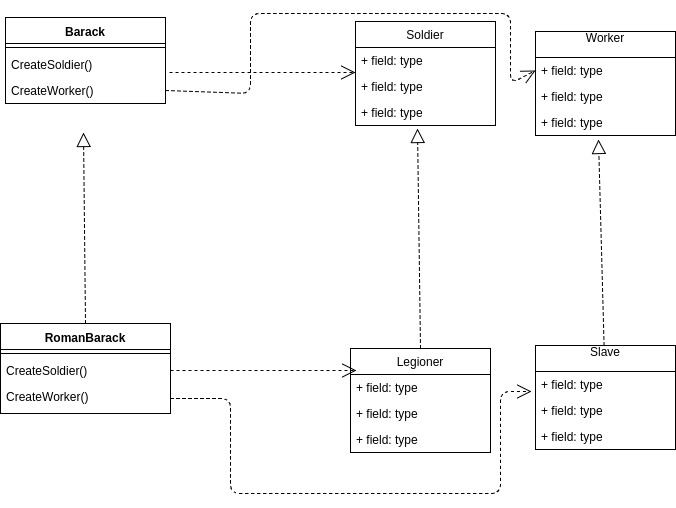 Barack
CreateSoldier()
CreateWorker()
Soldier
+ field: type
+ field: type
+ field: type
Worker
+ field: type
+ field: type
+ field: type
RomanBarack
CreateSoldier()
CreateWorker()
Legioner
+ field: type
+ field: type
+ field: type
Slave
+ field: type
+ field: type
+ field: type